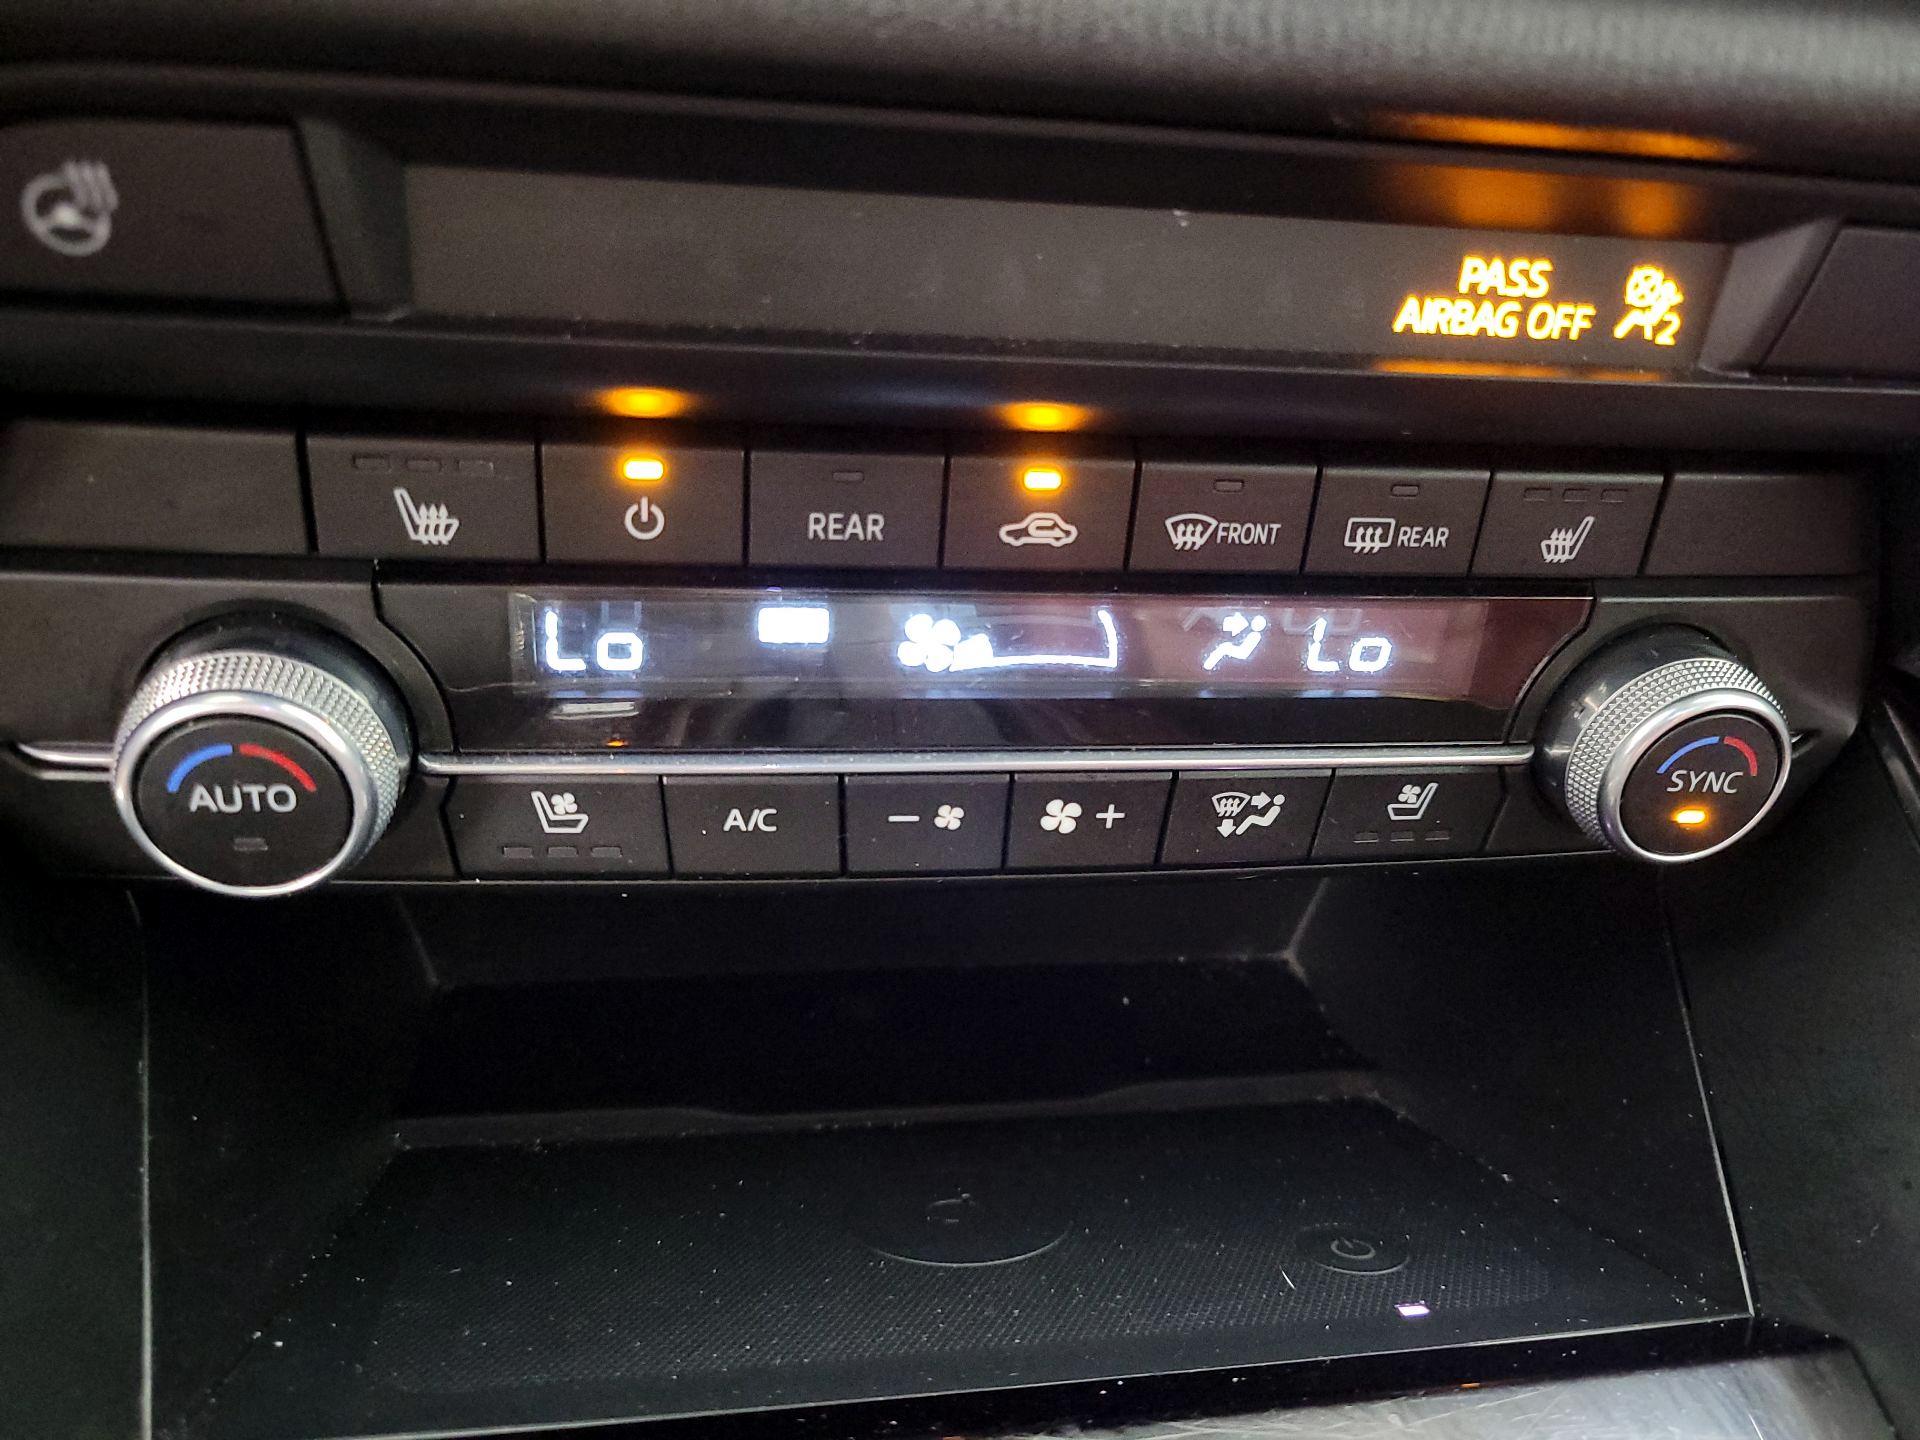 PASS
AIRBAG OFF 2
REAR
FRONT
REAR
Lo
Lo
AUTO
A/C
SYNC